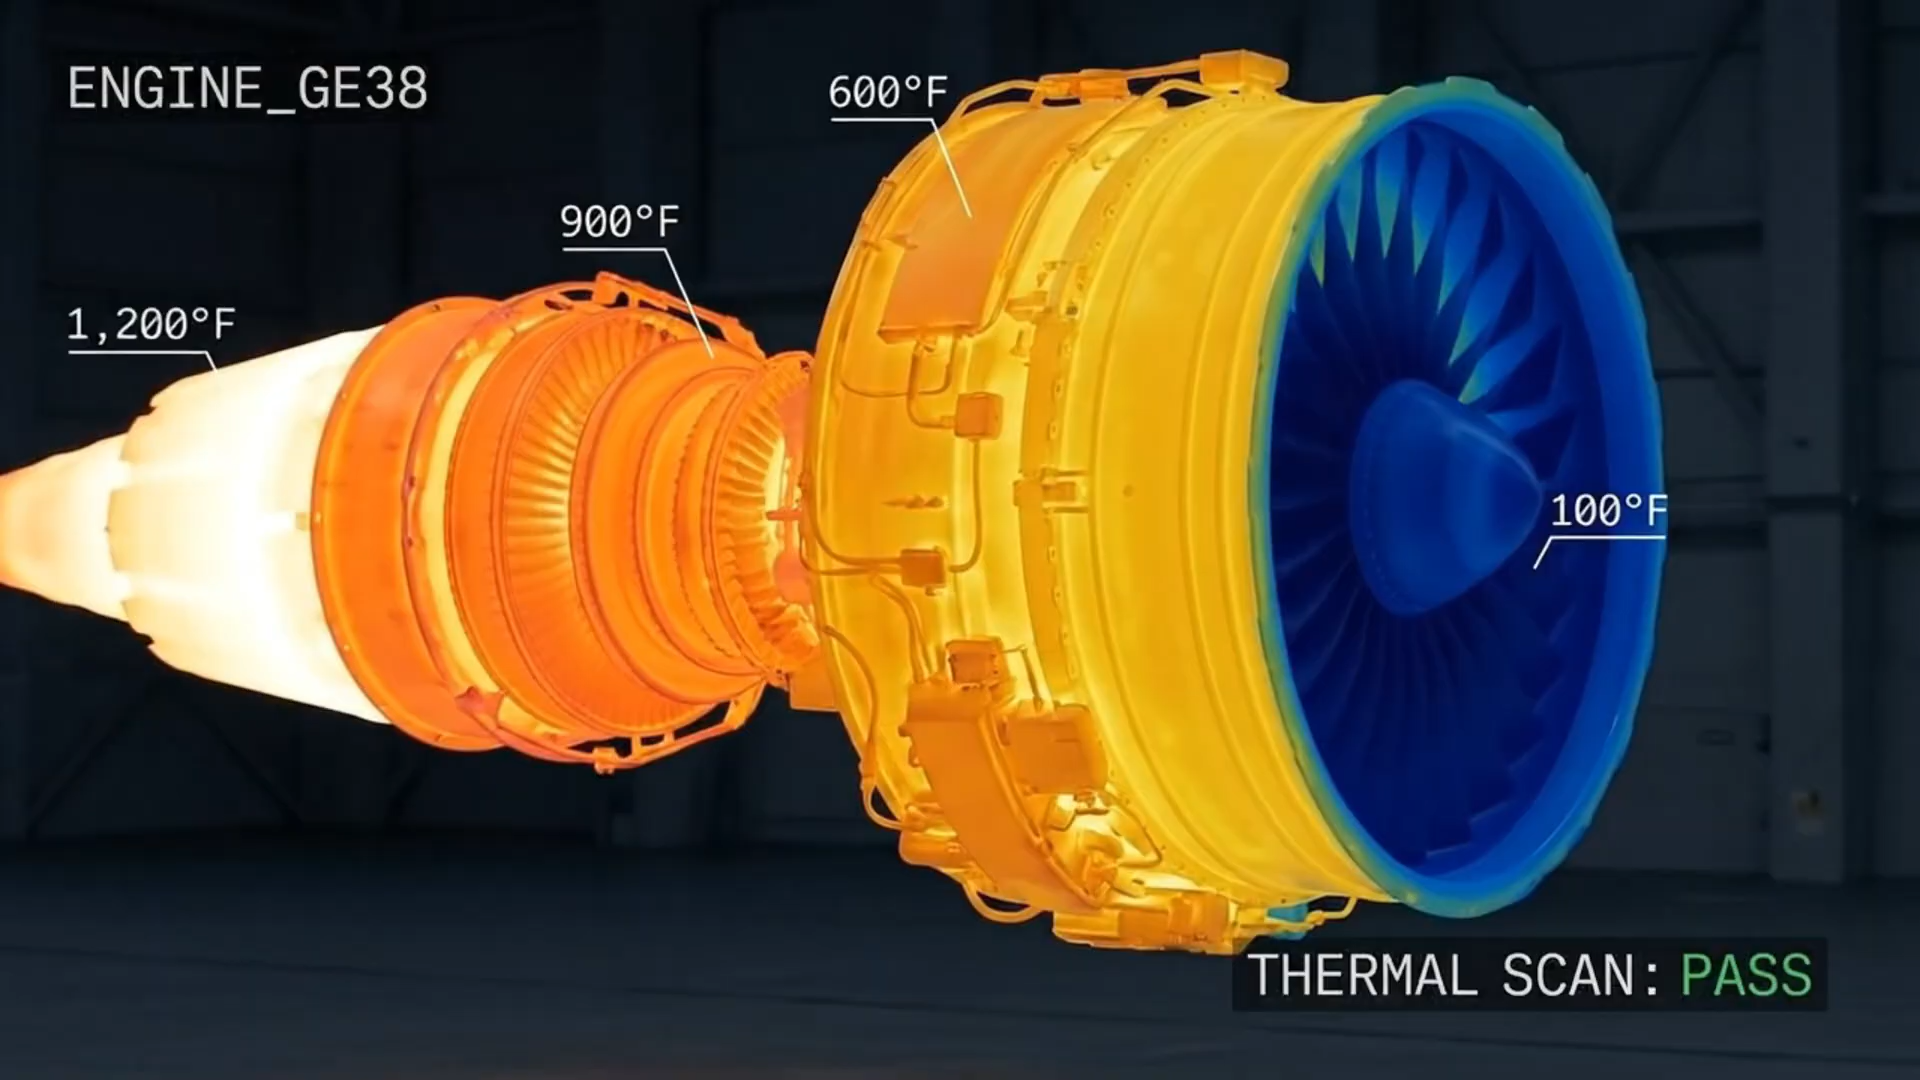 ENGINE_GE38
600°F
900°F
1,200°F
100°F
THERMAL SCAN: PASS